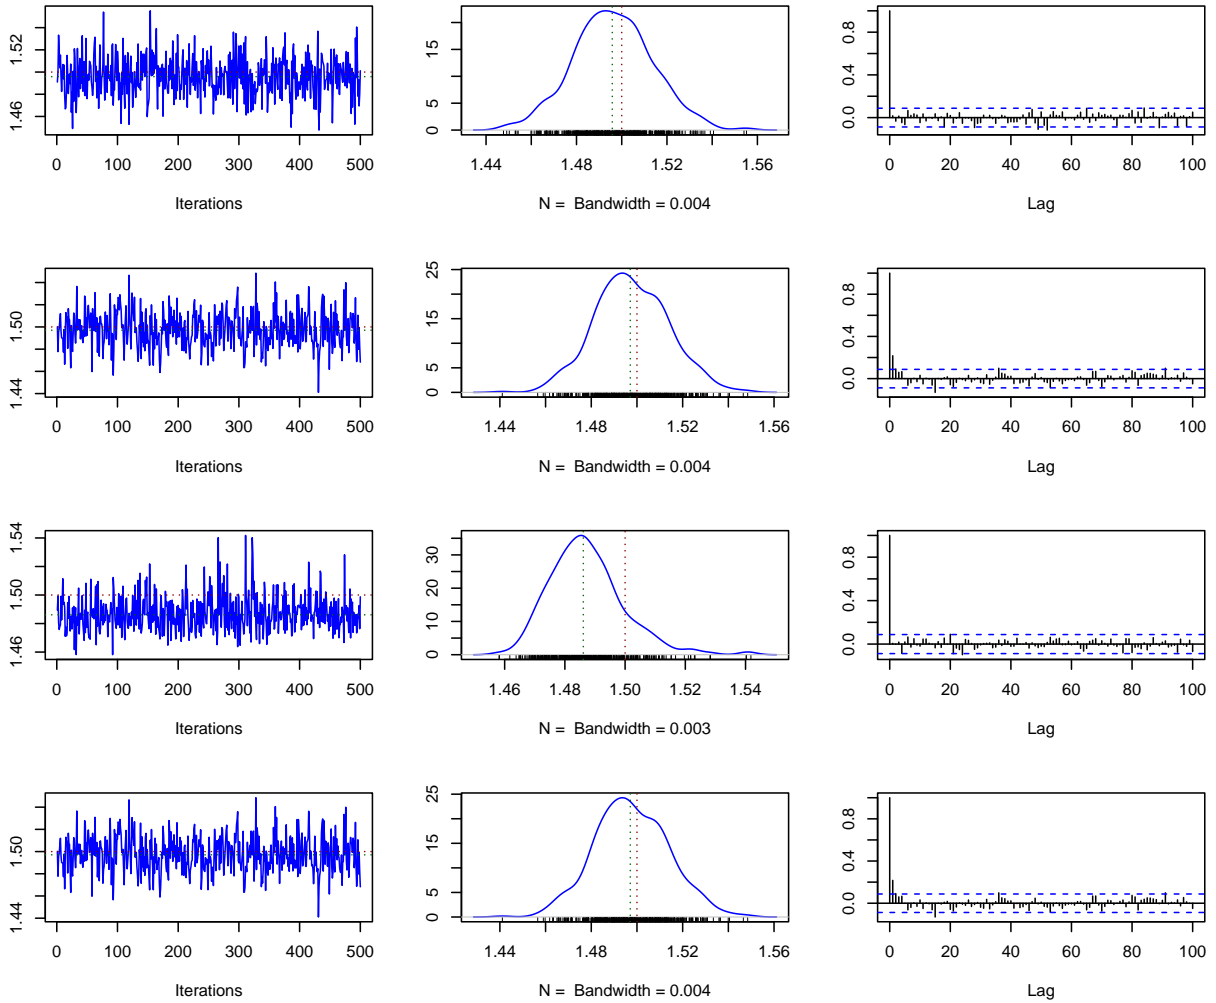 1.46 1.52
0 100 200 300 400 500
Iterations
0 5 15
1.44 1.48 1.52 1.56
N = Bandwidth = 0.004
0.0 0.4 0.8
0 20 40 60 80 100
Lag
1.44 1.50
0 100 200 300 400 500
Iterations
0 5 15 25
1.44 1.48 1.52 1.56
N = Bandwidth = 0.004
0.0 0.4 0.8
0 20 40 60 80 100
Lag
1.46 1.50 1.54
0 100 200 300 400 500
Iterations
0 10 20 30
1.46 1.48 1.50 1.52 1.54
N = Bandwidth = 0.003
0.0 0.4 0.8
0 20 40 60 80 100
Lag
1.44 1.50
0 100 200 300 400 500
Iterations
0 5 15 25
1.44 1.48 1.52 1.56
N = Bandwidth = 0.004
0.0 0.4 0.8
0 20 40 60 80 100
Lag